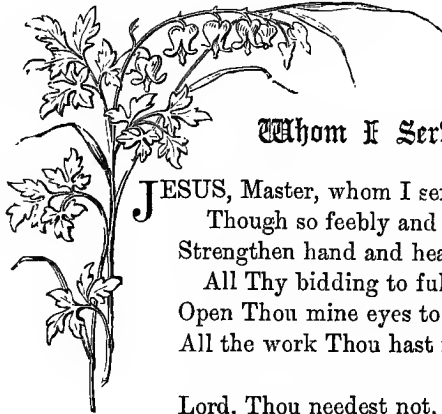 Whom I Ser
JESUS, Master, whom I se
Though so feebly and
Strengthen hand and hea
All Thy bidding to ful
Open Thou mine eyes to
All the work Thou hast
Lord, Thou needest not,